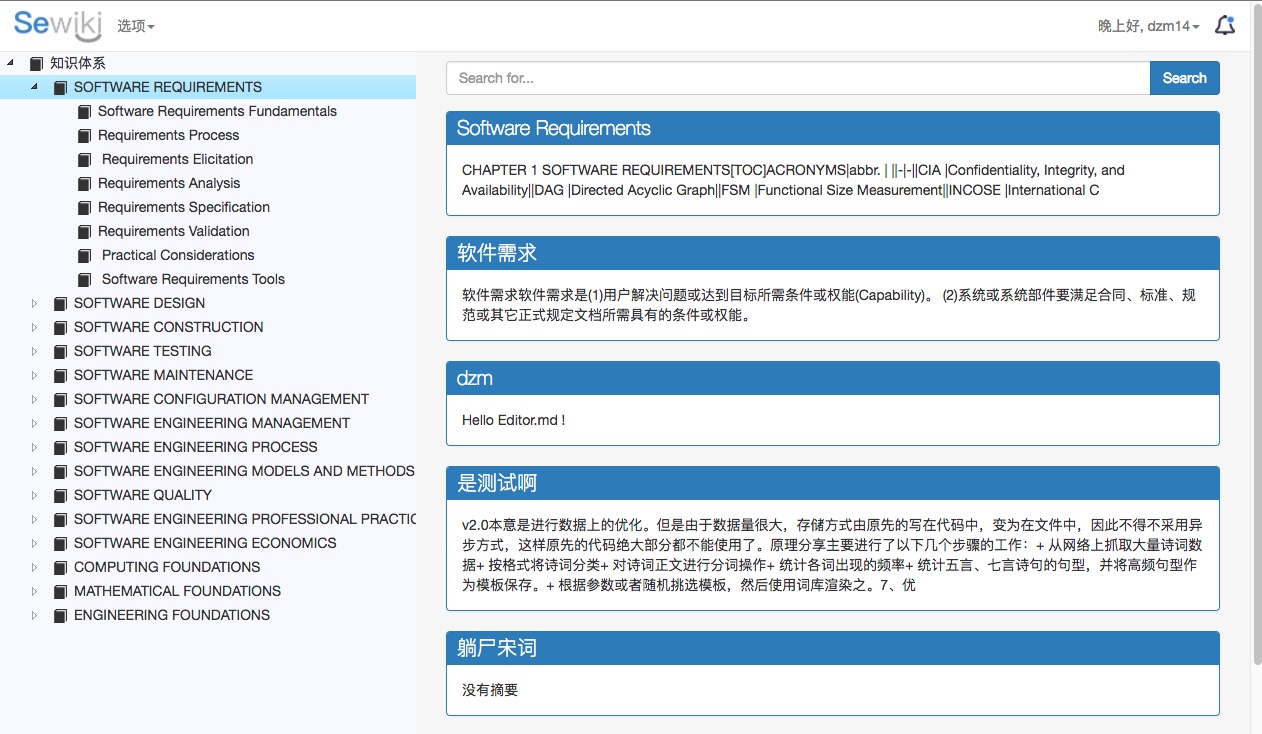 Sewiki 选项
晚上好, dzm14
知识体系
SOFTWARE REQUIREMENTS
Software Requirements Fundamentals
Requirements Process
Requirements Elicitation
Requirements Analysis
Requirements Specification
Requirements Validation
Practical Considerations
Software Requirements Tools
SOFTWARE DESIGN
SOFTWARE CONSTRUCTION
SOFTWARE TESTING
SOFTWARE MAINTENANCE
SOFTWARE CONFIGURATION MANAGEMENT
SOFTWARE ENGINEERING MANAGEMENT
SOFTWARE ENGINEERING PROCESS
SOFTWARE ENGINEERING MODELS AND METHODS
SOFTWARE QUALITY
SOFTWARE ENGINEERING PROFESSIONAL PRACTIC
SOFTWARE ENGINEERING ECONOMICS
COMPUTING FOUNDATIONS
MATHEMATICAL FOUNDATIONS
ENGINEERING FOUNDATIONS
Search for...
Search
Software Requirements
CHAPTER 1 SOFTWARE REQUIREMENTS[TOC]ACRONYMS|abbr. | ||-|-||CIA |Confidentiality, Integrity, and
Availability||DAG |Directed Acyclic Graph||FSM |Functional Size Measurement||INCOSE |International C
软件需求
软件需求软件需求是(1)用户解决问题或达到目标所需条件或权能(Capability)。 (2)系统或系统部件要满足合同、标准、规
范或其它正式规定文档所需具有的条件或权能。
dzm
Hello Editor.md !
是测试啊
v2.0本意是进行数据上的优化。但是由于数据量很大，存储方式由原先的写在代码中，变为在文件中，因此不得不采用异
步方式，这样原先的代码绝大部分都不能使用了。原理分享主要进行了以下几个步骤的工作：+ 从网络上抓取大量诗词数
据+ 按格式将诗词分类+ 对诗词正文进行分词操作+ 统计各词出现的频率+ 统计五言、七言诗句的句型，并将高频句型作
为模板保存。+ 根据参数或者随机挑选模板，然后使用词库渲染之。7、优
躺尸宋词
没有摘要